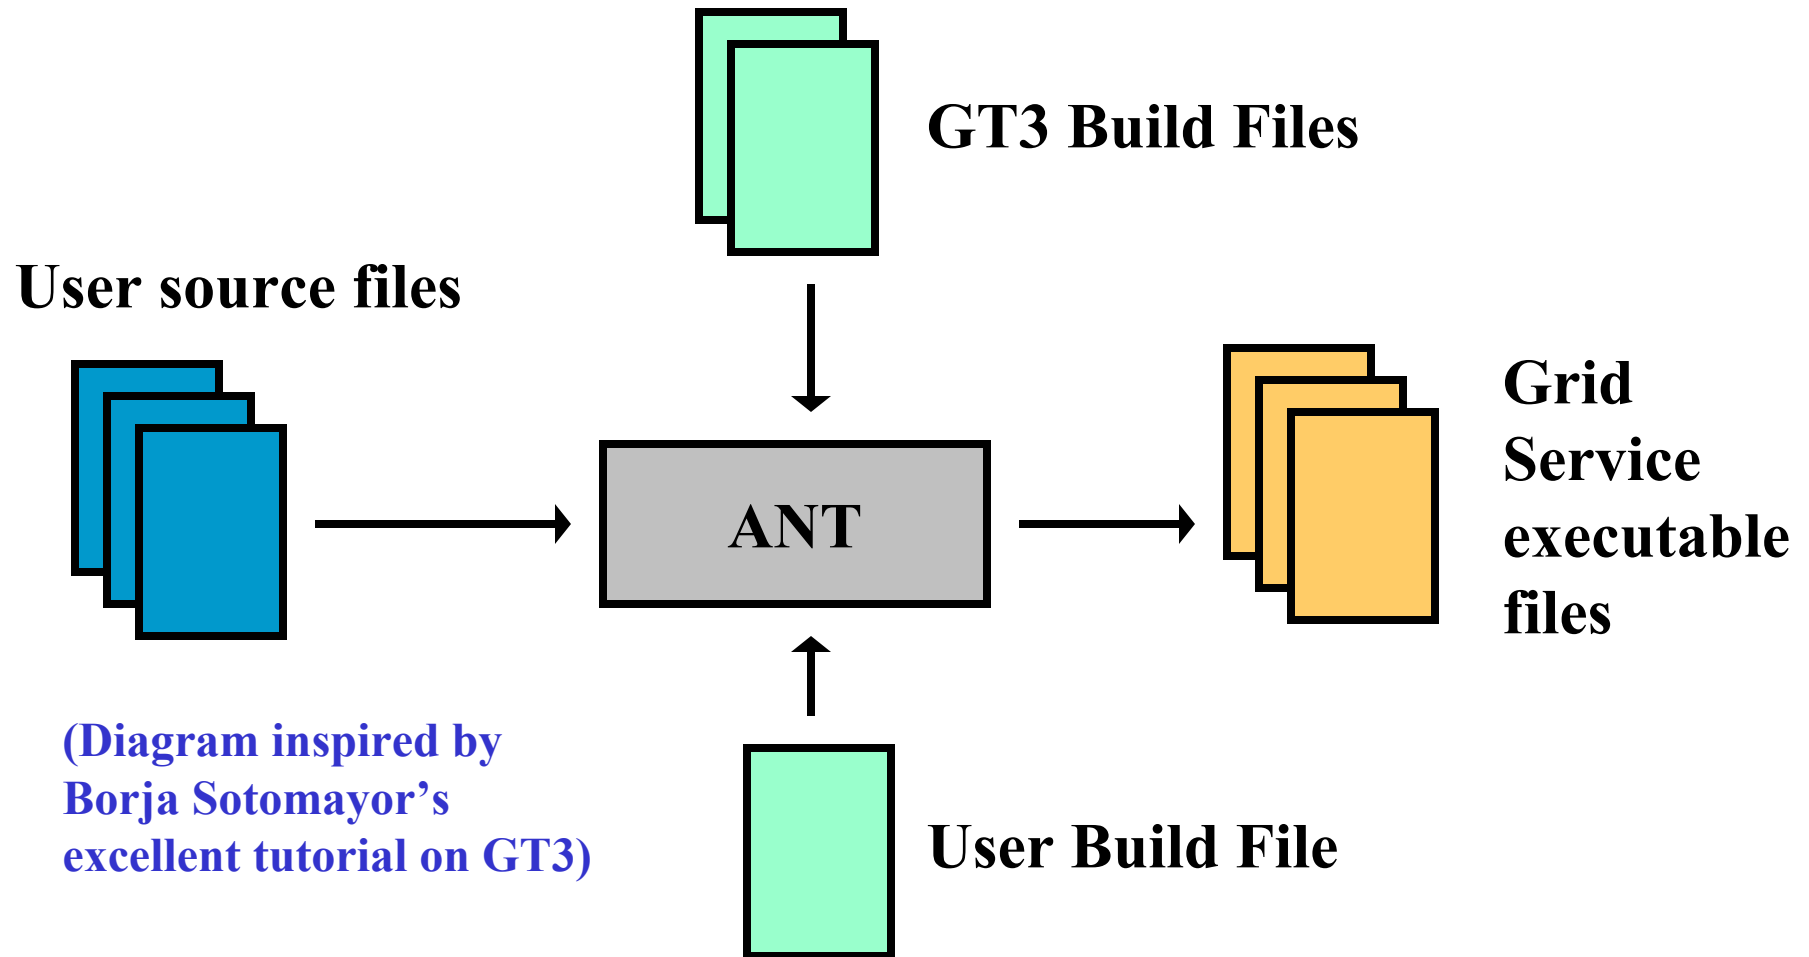 GT3 Build Files
User source files
Grid
Service
executable
files
ANT
(Diagram inspired by
Borja Sotomayor’s
excellent tutorial on GT3)
User Build File